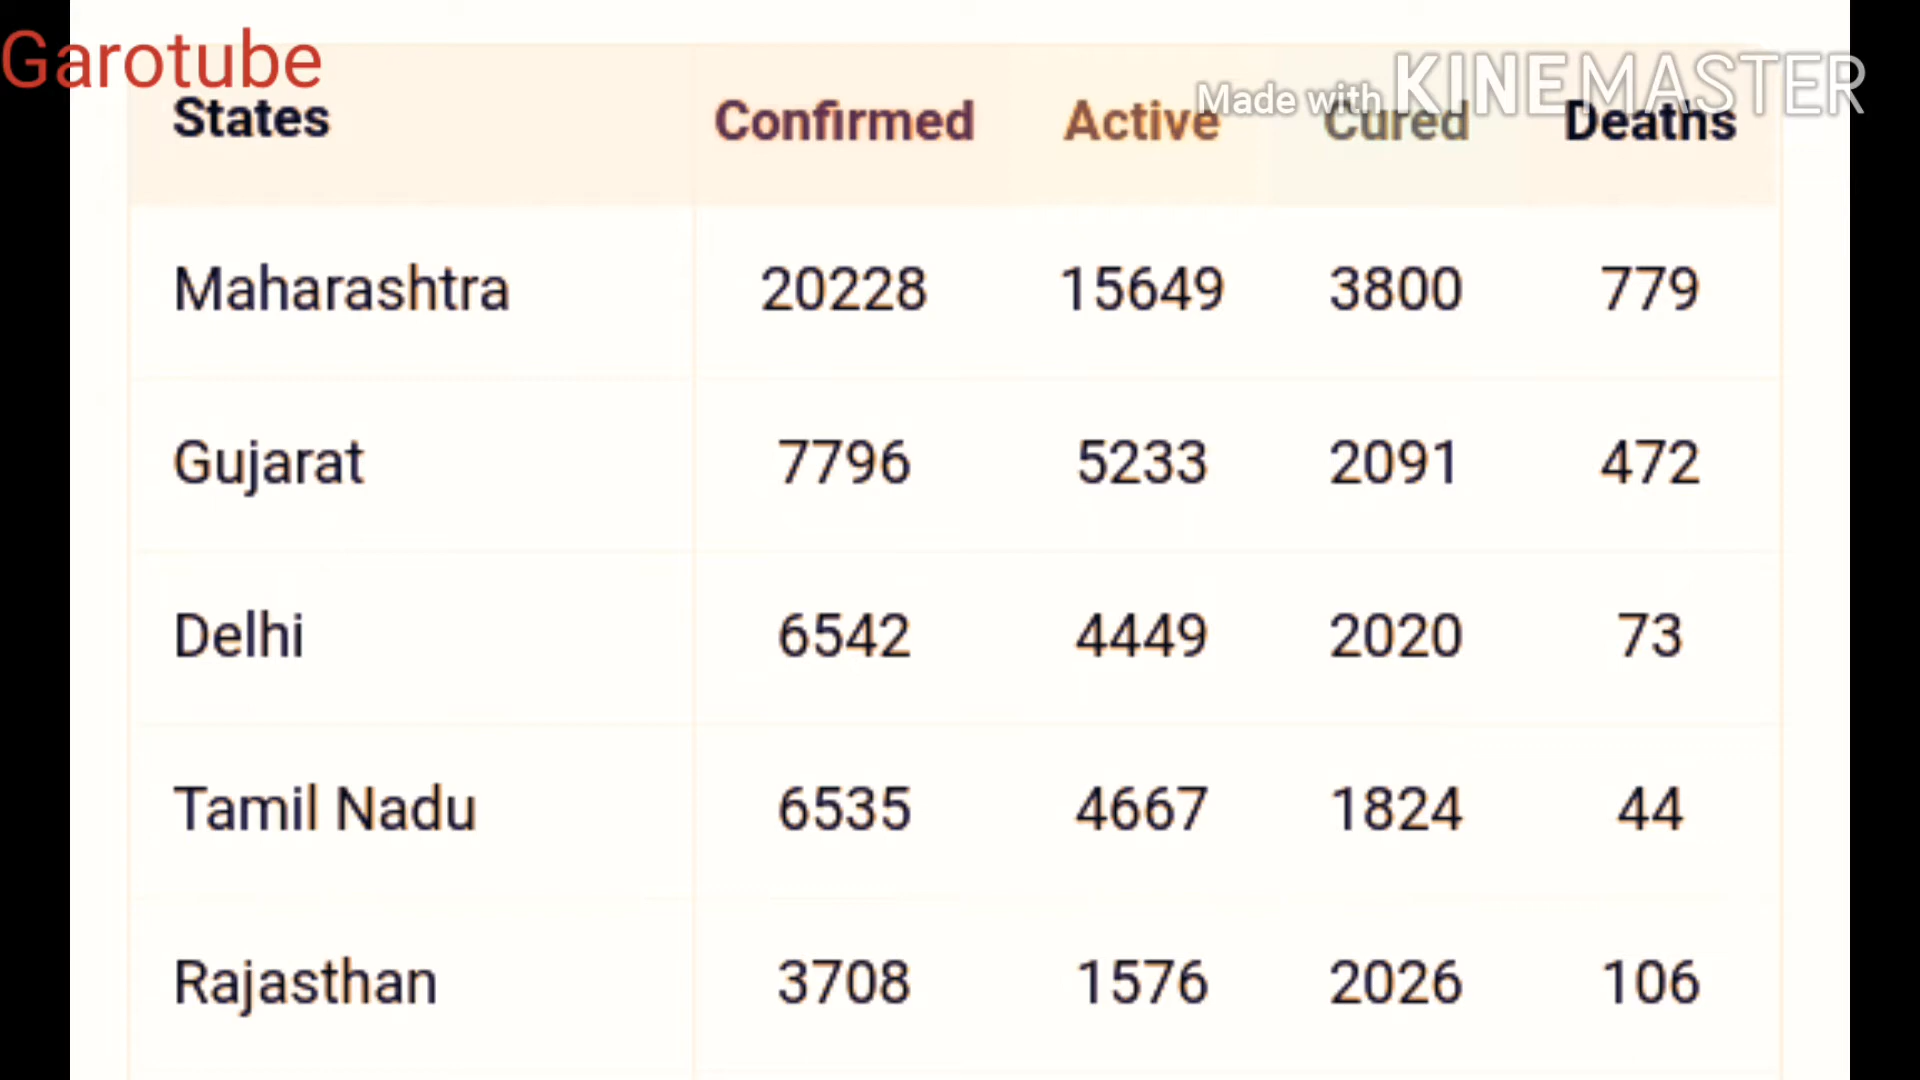 Garotube
Made with KINEMASTER
States Confirmed Active Cured Deaths
Maharashtra 20228 15649 3800 779
Gujarat 7796 5233 2091 472
Delhi 6542 4449 2020 73
Tamil Nadu 6535 4667 1824 44
Rajasthan 3708 1576 2026 106